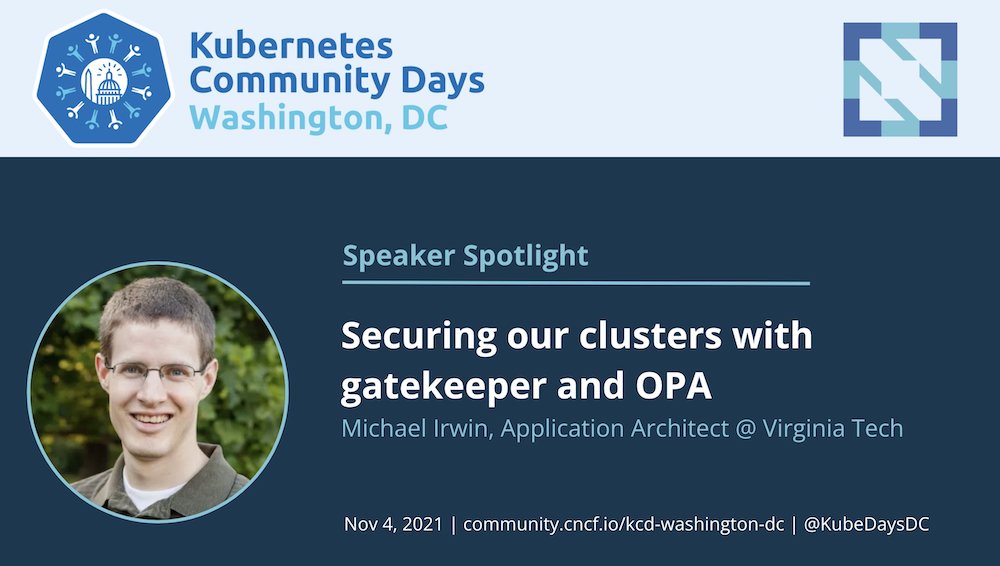 Kubernetes
Community Days
Washington, DC
Speaker Spotlight
Securing our clusters with
gatekeeper and OPA
Michael Irwin, Application Architect @ Virginia Tech
Nov 4, 2021 | community.cncf.io/kcd-washington-dc | @KubeDaysDC